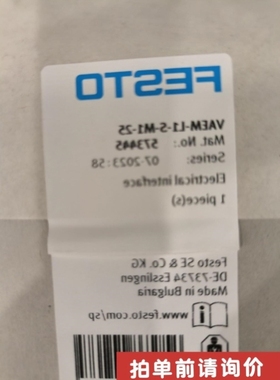 FESTO
VAEM-L1-S-M1-25
Mat. No.: 573445
Series: 07-2023:58
Electrical interface
1 piece(s)
Festo SE & Co. KG
DE-73734 Esslingen
Made in Bulgaria
www.festo.com/sp
拍单前请询价